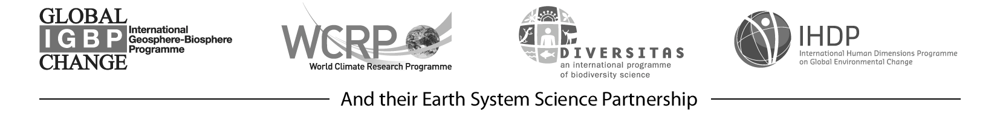 GLOBAL
IGBP
CHANGE
International
Geosphere-Biosphere
Programme
WCRP
World Climate Research Programme
DIVERSITAS
an international programme
of biodiversity science
IHDP
International Human Dimensions Programme
on Global Environmental Change
And their Earth System Science Partnership